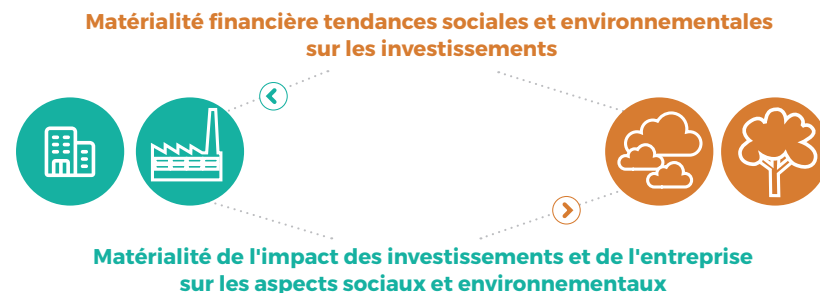 Matérialité financière tendances sociales et environnementales
sur les investissements
Matérialité de l'impact des investissements et de l'entreprise
sur les aspects sociaux et environnementaux